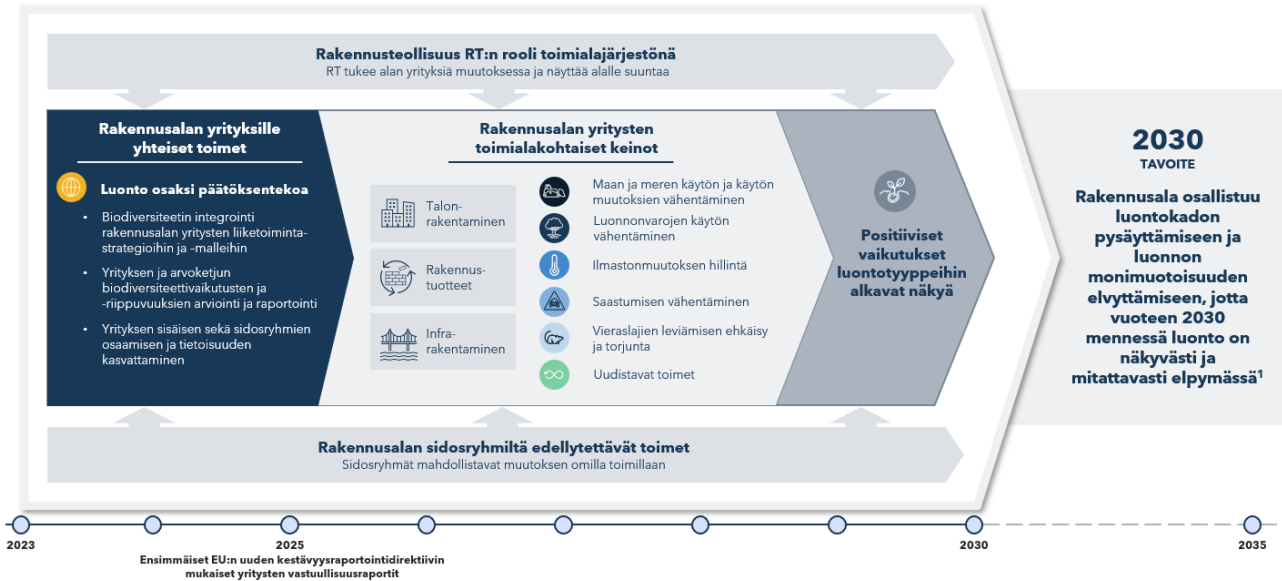 Rakennusteollisuus RT:n rooli toimialajärjestönä
RT tukee alan yrityksiä muutoksessa ja näyttää alalle suuntaa
Rakennusalan yrityksille
yhteiset toimet
Luonto osaksi päätöksentekoa
• Biodiversiteetin integrointi
rakennusalan yritysten liiketoiminta-
strategioihin ja –malleihin
• Yrityksen ja arvoketjun
biodiversiteettivaikutusten ja
-riippuvuuksien arviointi ja raportointi
• Yrityksen sisäisen sekä sidosryhmien
osaamisen ja tietoisuuden
kasvattaminen
Rakennusalan yritysten
toimialakohtaiset keinot
Talon-
rakentaminen
Rakennus-
tuotteet
Infra-
rakentaminen
Maan ja meren käytön ja käytön
muutoksien vähentäminen
Luonnonvarojen käytön
vähentäminen
Ilmastonmuutoksen hillintä
Saastumisen vähentäminen
Vieraslajien leviämisen ehkäisy
ja torjunta
Uudistavat toimet
Positiiviset
vaikutukset
luontotyyppeihin
alkavat näkyä
2030
TAVOITE
Rakennusala osallistuu
luontokadon
pysäyttämiseen ja
luonnon
monimuotoisuuden
elvyttämiseen, jotta
vuoteen 2030
mennessä luonto on
näkyvästi ja
mitattavasti elpymässä¹
Rakennusalan sidosryhmiltä edellytettävät toimet
Sidosryhmät mahdollistavat muutoksen omilla toimillaan
2023
2025
2030
2035
Ensimmäiset EU:n uuden kestävyysraportointidirektiivin
mukaiset yritysten vastuullisuusraportit